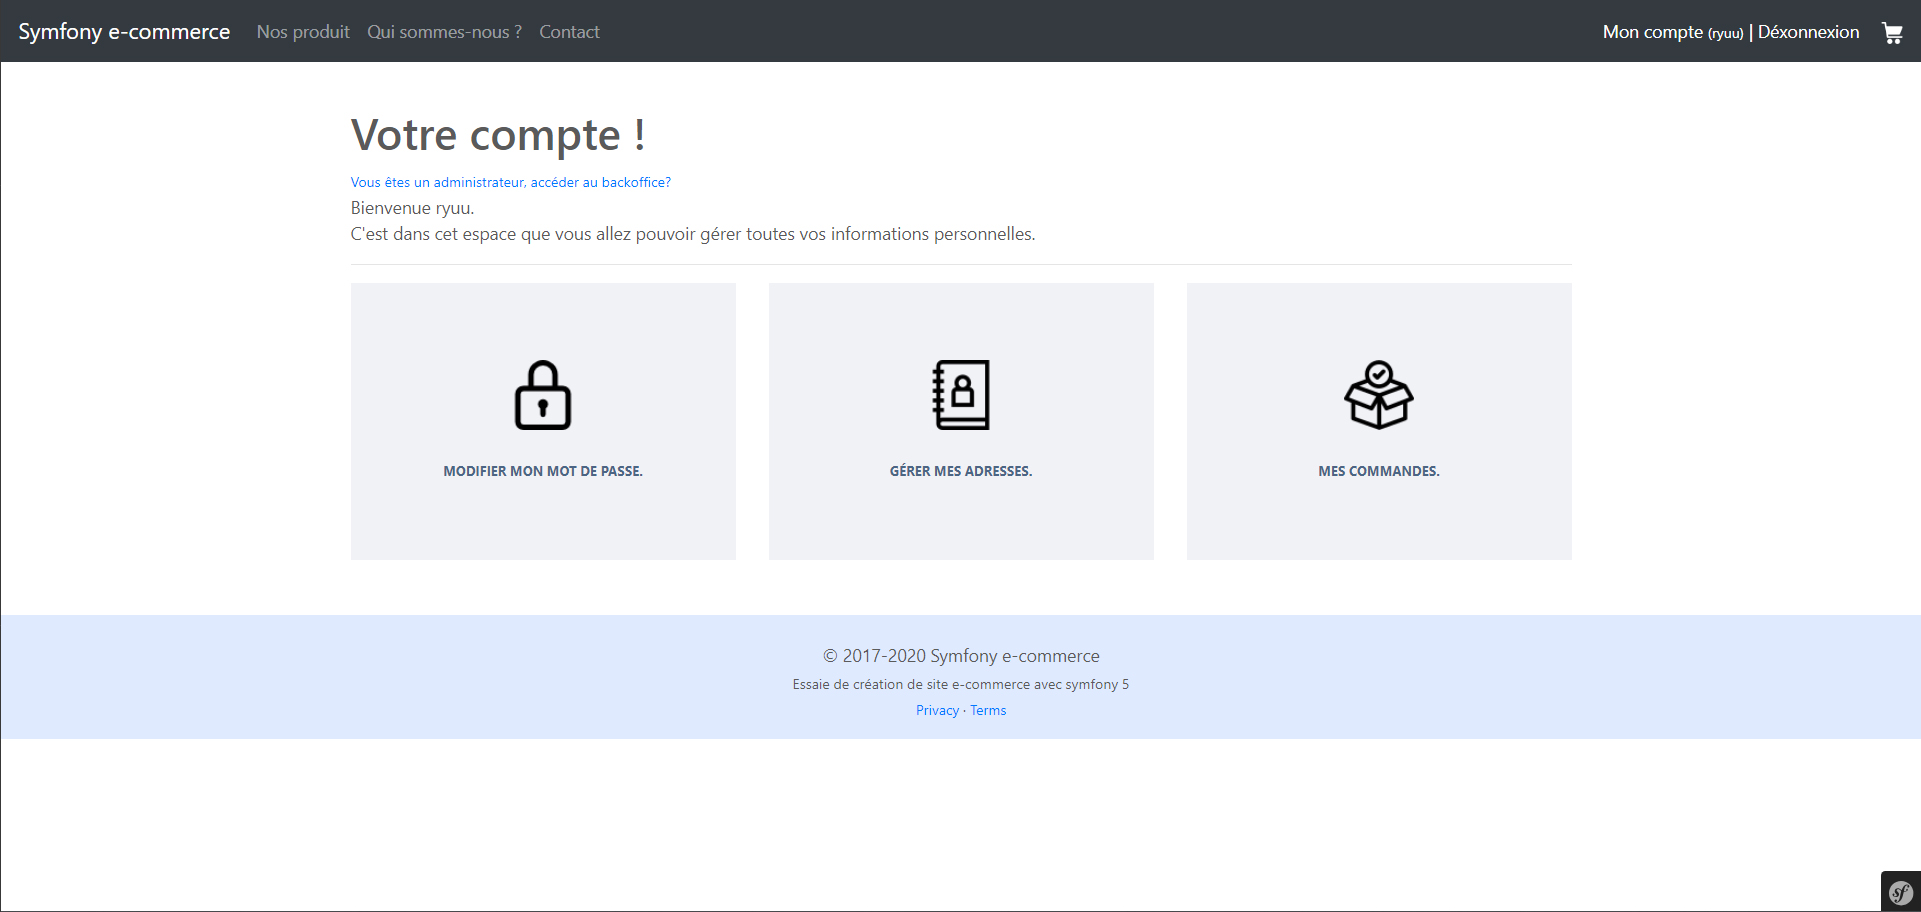 Symfony e-commerce Nos produit Qui sommes-nous ? Contact Mon compte (ryuu) | Déxonnexion
Votre compte !
Vous êtes un administrateur, accéder au backoffice?
Bienvenue ryuu.
C'est dans cet espace que vous allez pouvoir gérer toutes vos informations personnelles.
MODIFIER MON MOT DE PASSE. GÉRER MES ADRESSES. MES COMMANDES.
© 2017-2020 Symfony e-commerce
Essaie de création de site e-commerce avec symfony 5
Privacy · Terms
sf